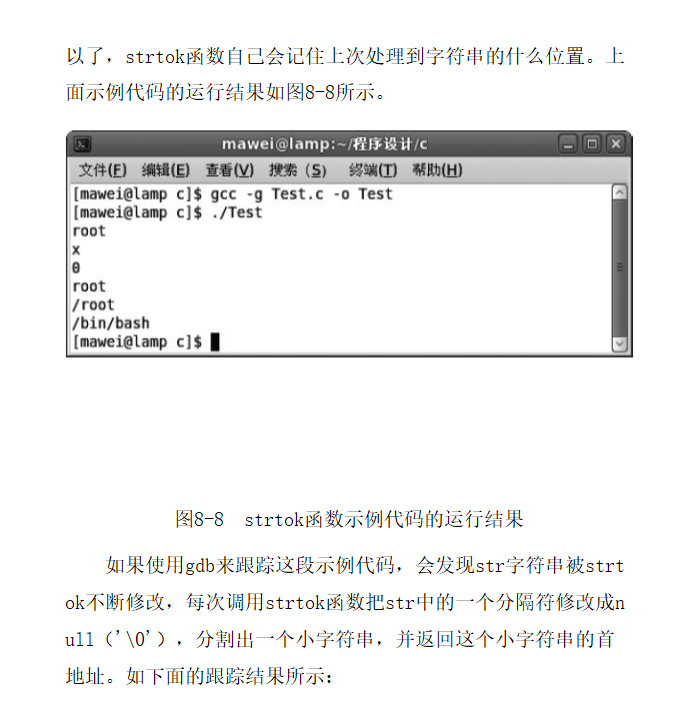 以了，strtok函数自己会记住上次处理到字符串的什么位置。上
面示例代码的运行结果如图8-8所示。
mawei@lamp:~/程序设计/c
文件(F) 编辑(E) 查看(V) 搜索 (S) 终端(T) 帮助(H)
[mawei@lamp c]$ gcc -g Test.c -o Test
[mawei@lamp c]$ ./Test
root
x
0
root
/root
/bin/bash
[mawei@lamp c]$
图8-8 strtok函数示例代码的运行结果
如果使用gdb来跟踪这段示例代码，会发现str字符串被strt
ok不断修改，每次调用strtok函数把str中的一个分隔符修改成n
ull（'\0'），分割出一个小字符串，并返回这个小字符串的首
地址。如下面的跟踪结果所示：